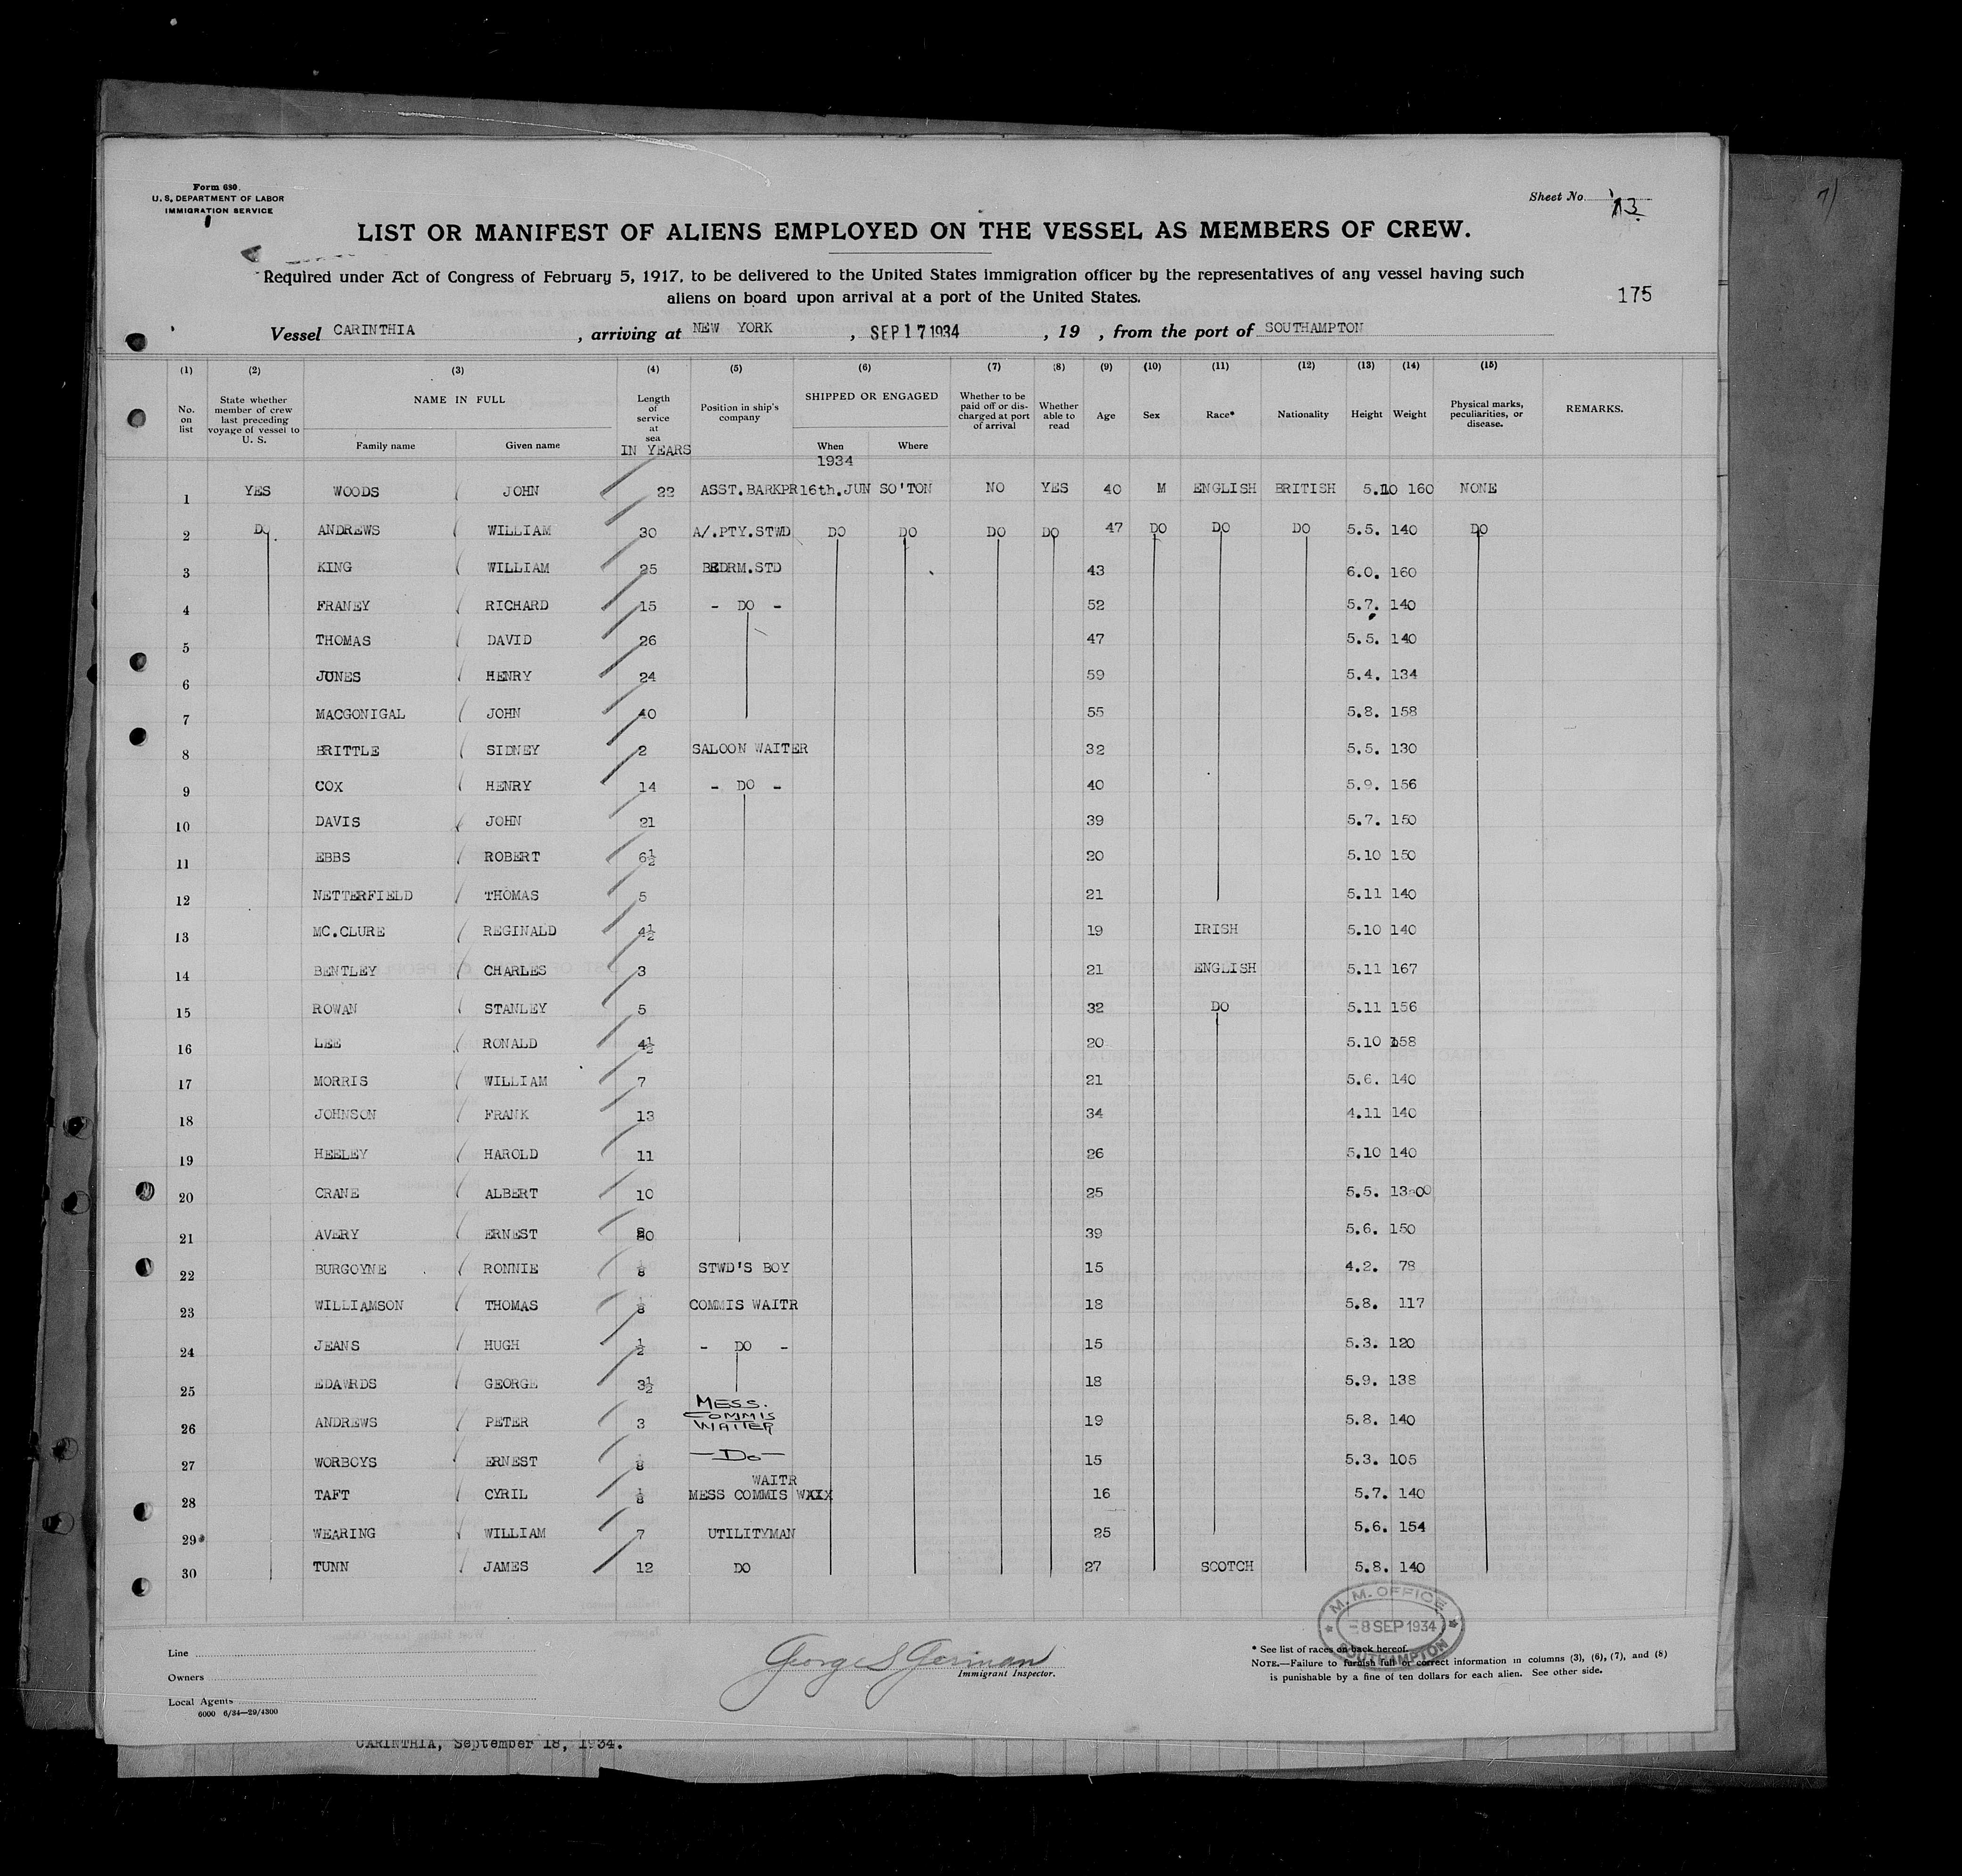 Form 680.
U. S. DEPARTMENT OF LABOR
IMMIGRATION SERVICE
Sheet No. 13
LIST OR MANIFEST OF ALIENS EMPLOYED ON THE VESSEL AS MEMBERS OF CREW.
Required under Act of Congress of February 5, 1917, to be delivered to the United States immigration officer by the representatives of any vessel having such
aliens on board upon arrival at a port of the United States.
175
Vessel CARINTHIA , arriving at NEW YORK , SEP 17 1934 , 19 , from the port of SOUTHAMPTON
(1) (2) (3) (4) (5) (6) (7) (8) (9) (10) (11) (12) (13) (14) (15)
No. on list State whether member of crew last preceding voyage of vessel to U. S. NAME IN FULL Family name Given name Length of service at sea IN YEARS Position in ship's company SHIPPED OR ENGAGED When 1934 Where Whether to be paid off or discharged at port of arrival Whether able to read Age Sex Race* Nationality Height Weight Physical marks, peculiarities, or disease. REMARKS.
1 YES WOODS JOHN 22 ASST.BARKPR 16th.JUN SO'TON NO YES 40 M ENGLISH BRITISH 5.10 160 NONE
2 DO ANDREWS WILLIAM 30 A/.PTY.STWD DO DO DO DO 47 DO DO DO 5.5. 140 DO
3 KING WILLIAM 25 BEDRM.STD 43 6.0. 160
4 FRANEY RICHARD 15 - DO - 52 5.7. 140
5 THOMAS DAVID 26 47 5.5. 140
6 JONES HENRY 24 59 5.4. 134
7 MACGONIGAL JOHN 40 55 5.8. 158
8 BRITTLE SIDNEY 2 SALOON WAITER 32 5.5. 130
9 COX HENRY 14 - DO - 40 5.9. 156
10 DAVIS JOHN 21 39 5.7. 150
11 EBBS ROBERT 6½ 20 5.10 150
12 NETTERFIELD THOMAS 5 21 5.11 140
13 MC.CLURE REGINALD 4½ 19 IRISH 5.10 140
14 BENTLEY CHARLES 3 21 ENGLISH 5.11 167
15 ROWAN STANLEY 5 32 DO 5.11 156
16 LEE RONALD 4½ 20 5.10 158
17 MORRIS WILLIAM 7 21 5.6. 140
18 JOHNSON FRANK 13 34 4.11 140
19 HEELEY HAROLD 11 26 5.10 140
20 CRANE ALBERT 10 25 5.5. 130
21 AVERY ERNEST 20 39 5.6. 150
22 BURGOYNE RONNIE ⅛ STWD'S BOY 15 4.2. 78
23 WILLIAMSON THOMAS ⅛ COMMIS WAITR 18 5.8. 117
24 JEANS HUGH ½ - DO - 15 5.3. 120
25 EDAWRDS GEORGE 3½ 18 5.9. 138
26 ANDREWS PETER 3 MESS. COMMIS WAITER 19 5.8. 140
27 WORBOYS ERNEST ⅛ — Do — 15 5.3. 105
WAITR
28 TAFT CYRIL ⅛ MESS COMMIS 16 5.7. 140
29 WEARING WILLIAM 7 UTILITYMAN 25 5.6. 154
30 TUNN JAMES 12 DO 27 SCOTCH 5.8. 140
M. M. OFFICE
8 SEP 1934
SOUTHAMPTON
Line
Owners
Local Agents
6000 6/34—29/4300
George S German
Immigrant Inspector.
* See list of races on back hereof.
NOTE.—Failure to furnish full or correct information in columns (3), (6), (7), and (8)
is punishable by a fine of ten dollars for each alien. See other side.
CARINTHIA, September 18, 1934.